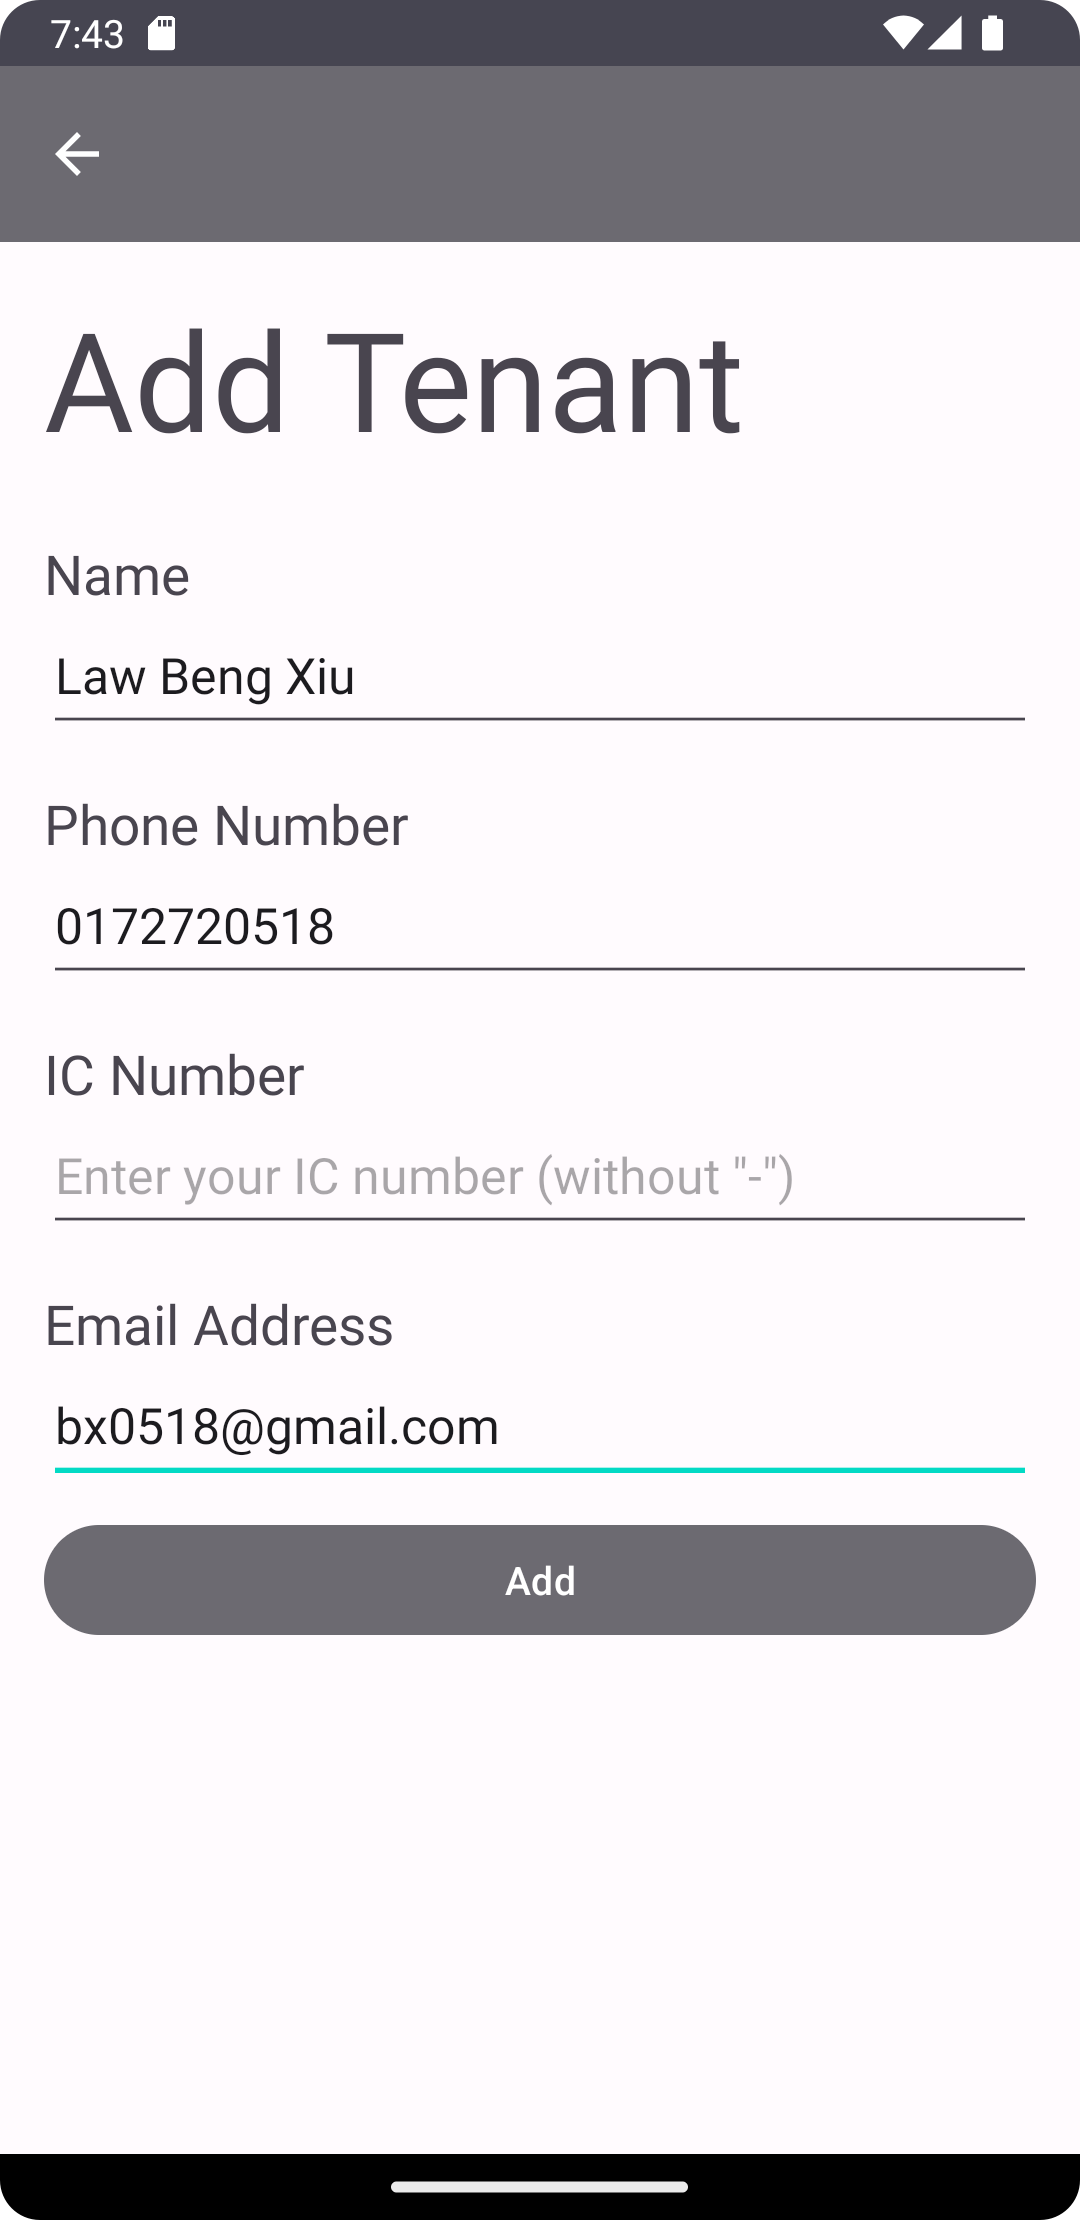 7:43
Add Tenant
Name
Law Beng Xiu
Phone Number
0172720518
IC Number
Enter your IC number (without "-")
Email Address
bx0518@gmail.com
Add